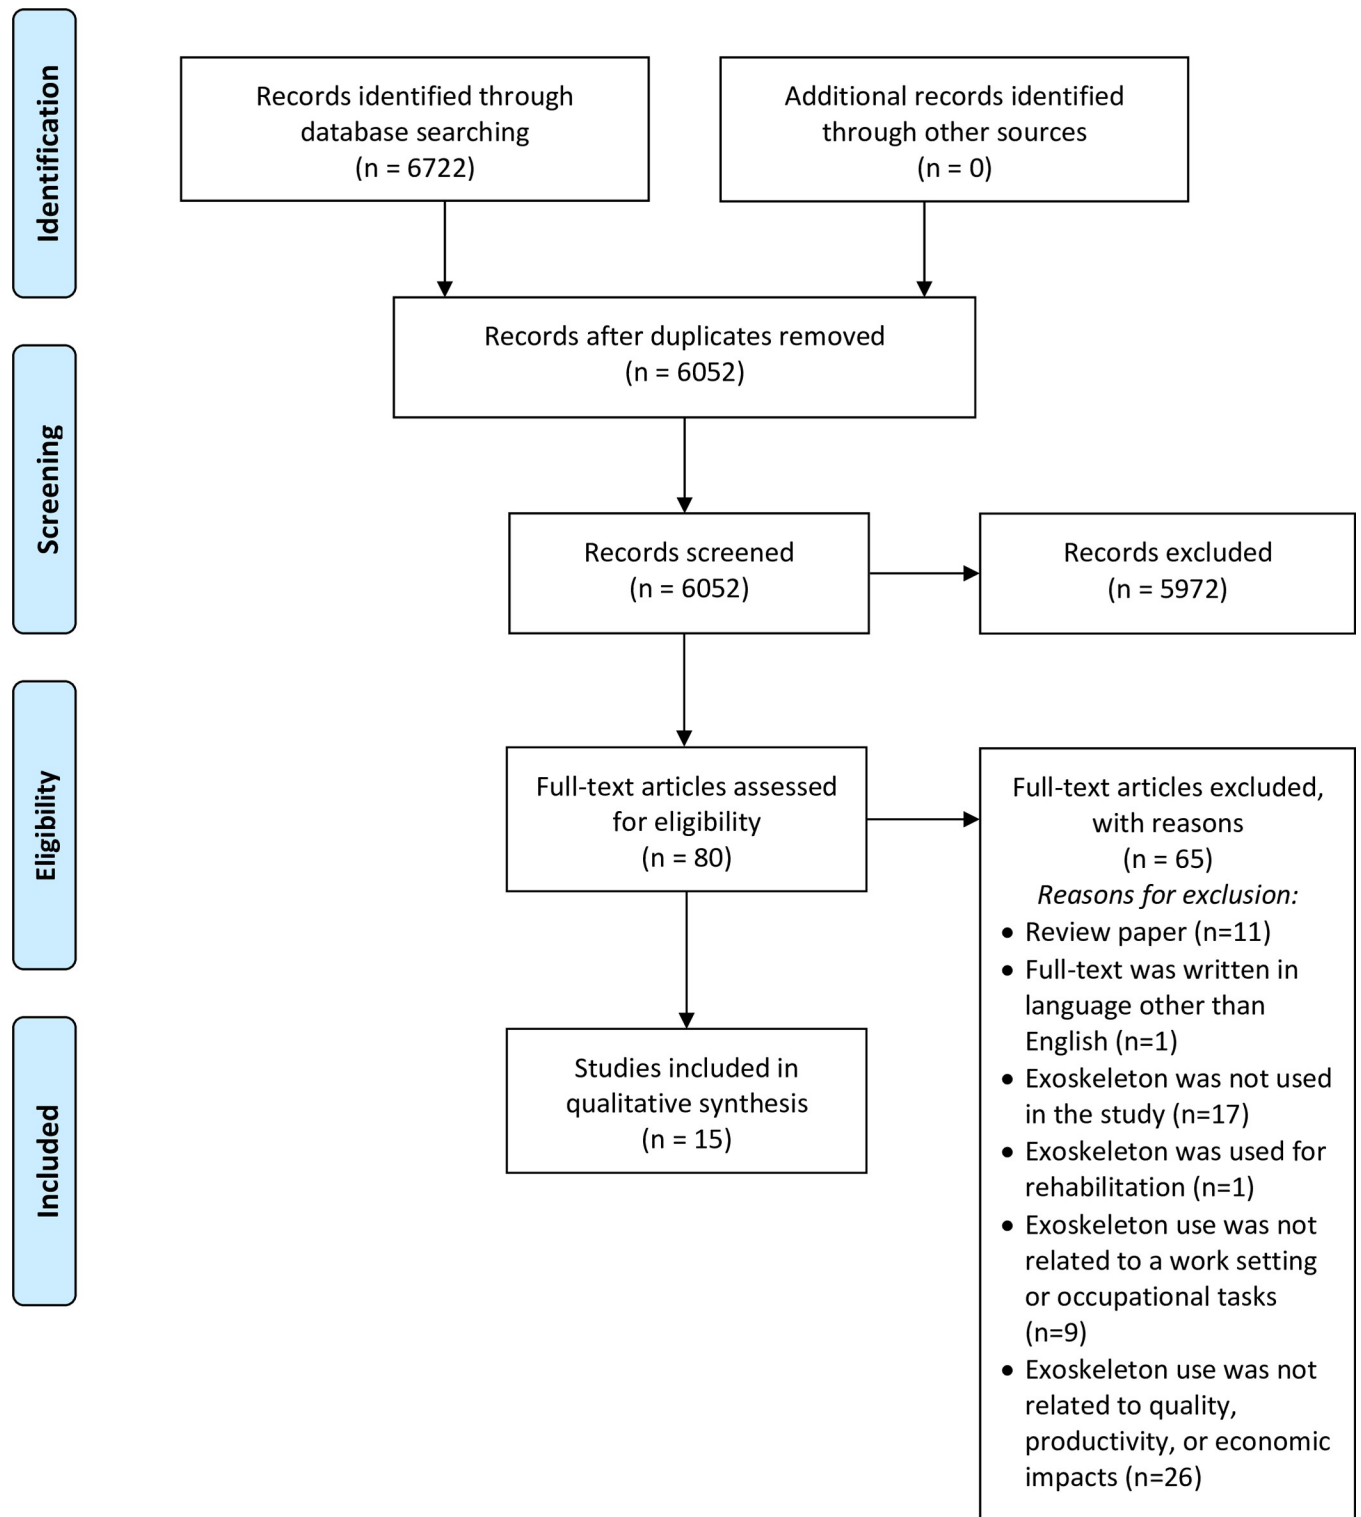 Identification
Records identified through
database searching
(n = 6722)
Additional records identified
through other sources
(n = 0)
Records after duplicates removed
(n = 6052)
Screening
Records screened
(n = 6052)
Records excluded
(n = 5972)
Eligibility
Full-text articles assessed
for eligibility
(n = 80)
Full-text articles excluded,
with reasons
(n = 65)
Reasons for exclusion:
• Review paper (n=11)
• Full-text was written in
language other than
English (n=1)
• Exoskeleton was not used
in the study (n=17)
• Exoskeleton was used for
rehabilitation (n=1)
• Exoskeleton use was not
related to a work setting
or occupational tasks
(n=9)
• Exoskeleton use was not
related to quality,
productivity, or economic
impacts (n=26)
Included
Studies included in
qualitative synthesis
(n = 15)